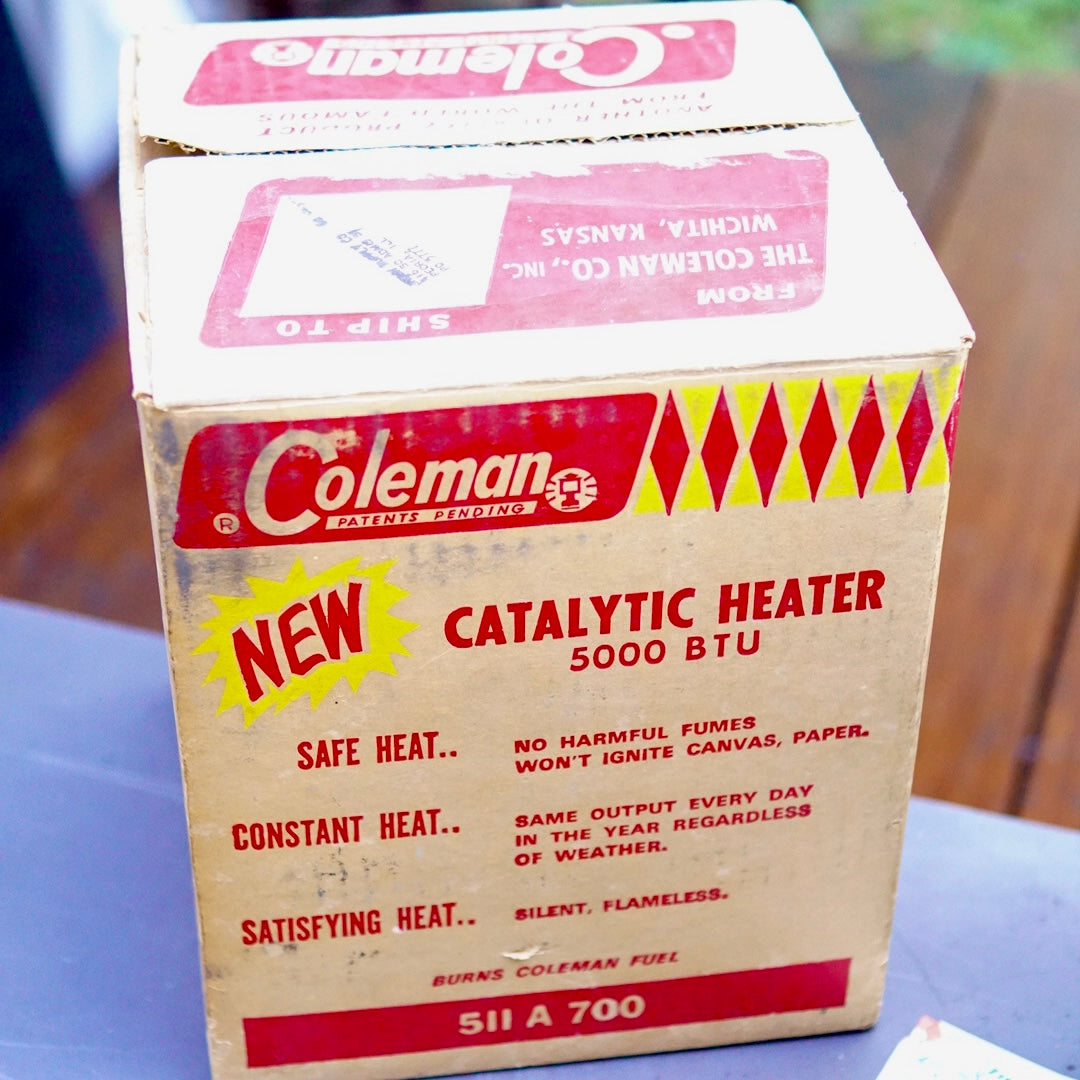 Coleman
ANOTHER QUALITY PRODUCT
FROM THE WORLD FAMOUS
FROM
THE COLEMAN CO., INC.
WICHITA, KANSAS
SHIP TO
PEORIA ILL
® Coleman
PATENTS PENDING
NEW
CATALYTIC HEATER
5000 BTU
SAFE HEAT..
NO HARMFUL FUMES
WON'T IGNITE CANVAS, PAPER.
CONSTANT HEAT..
SAME OUTPUT EVERY DAY
IN THE YEAR REGARDLESS
OF WEATHER.
SATISFYING HEAT..
SILENT, FLAMELESS.
BURNS COLEMAN FUEL
511 A 700